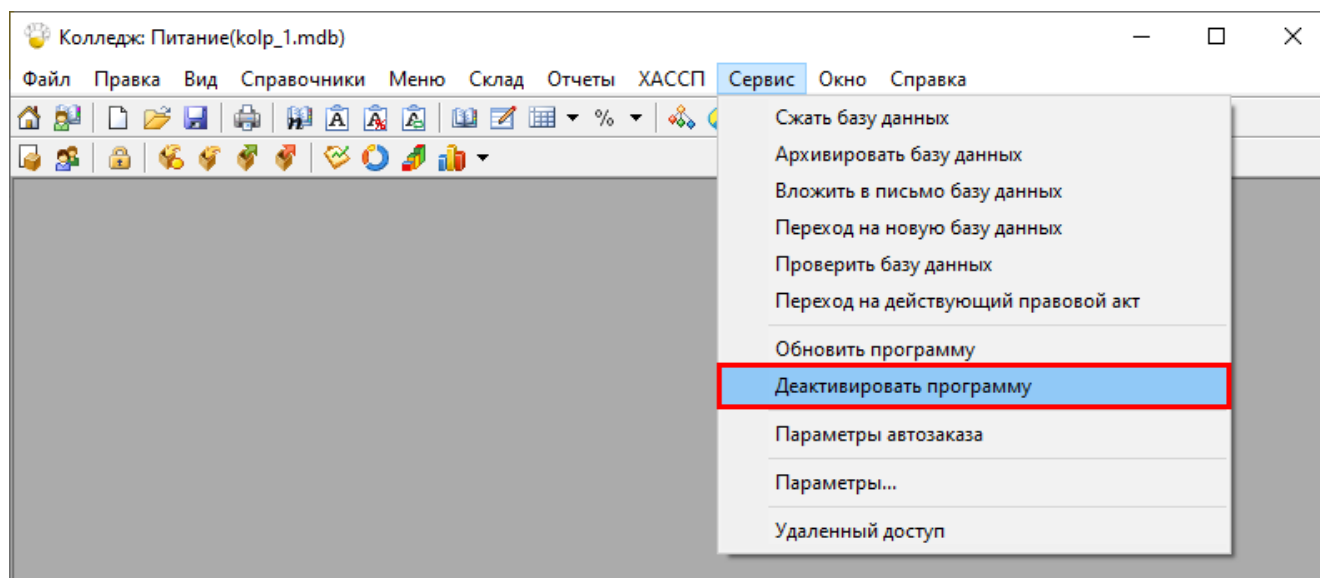 Колледж: Питание(kolp_1.mdb)
Файл Правка Вид Справочники Меню Склад Отчеты ХАССП Сервис Окно Справка
%
Сжать базу данных
Архивировать базу данных
Вложить в письмо базу данных
Переход на новую базу данных
Проверить базу данных
Переход на действующий правовой акт
Обновить программу
Деактивировать программу
Параметры автозаказа
Параметры...
Удаленный доступ